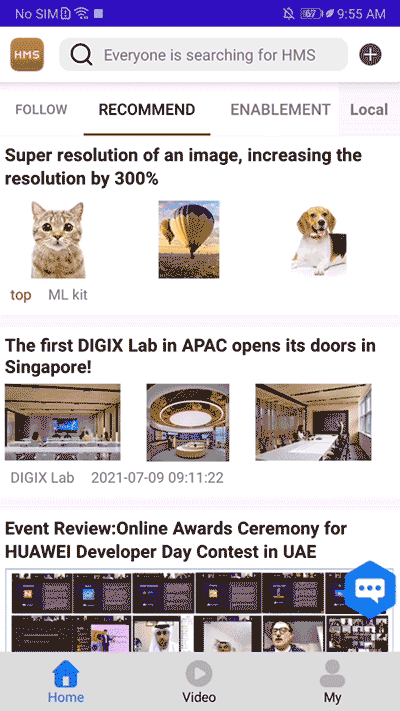 No SIM 67 9:55 AM
HMS Everyone is searching for HMS
FOLLOW RECOMMEND ENABLEMENT Local
Super resolution of an image, increasing the
resolution by 300%
top ML kit
The first DIGIX Lab in APAC opens its doors in
Singapore!
DIGIX Lab 2021-07-09 09:11:22
Event Review:Online Awards Ceremony for
HUAWEI Developer Day Contest in UAE
Home Video My